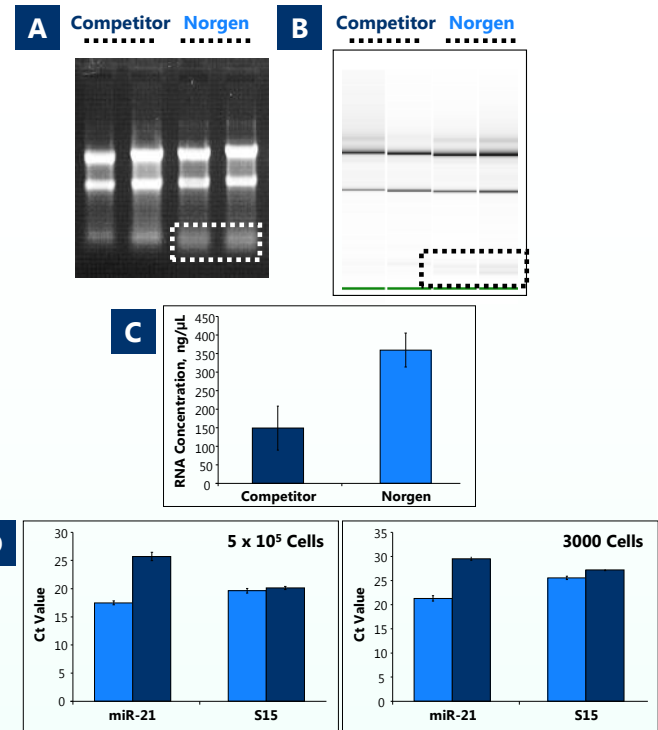 A
Competitor Norgen
B
Competitor Norgen
C
RNA Concentration, ng/µL
450
400
350
300
250
200
150
100
50
0
Competitor Norgen
5 x 10⁵ Cells
Ct Value
30
25
20
15
10
5
0
miR-21 S15
3000 Cells
Ct Value
35
30
25
20
15
10
5
0
miR-21 S15